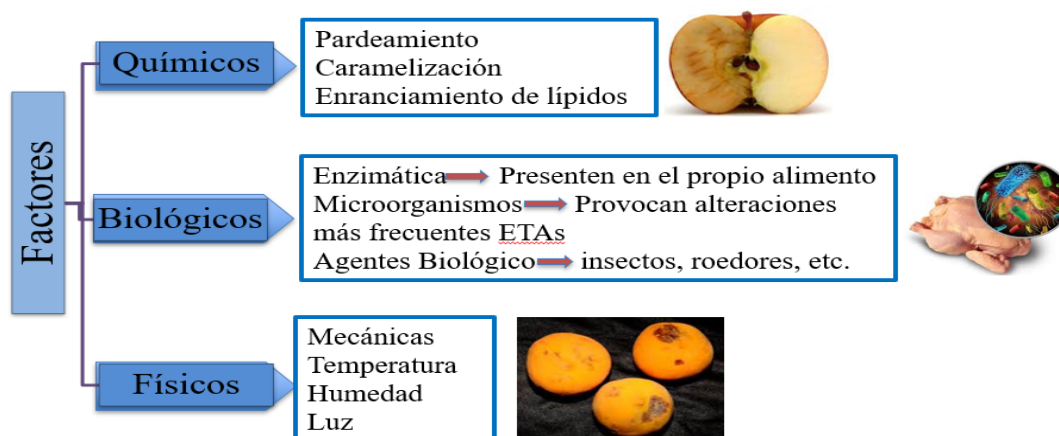 Factores
Químicos
Pardeamiento
Caramelización
Enranciamiento de lípidos
Biológicos
Enzimática Presenten en el propio alimento
Microorganismos Provocan alteraciones
más frecuentes ETAs
Agentes Biológico insectos, roedores, etc.
Físicos
Mecánicas
Temperatura
Humedad
Luz